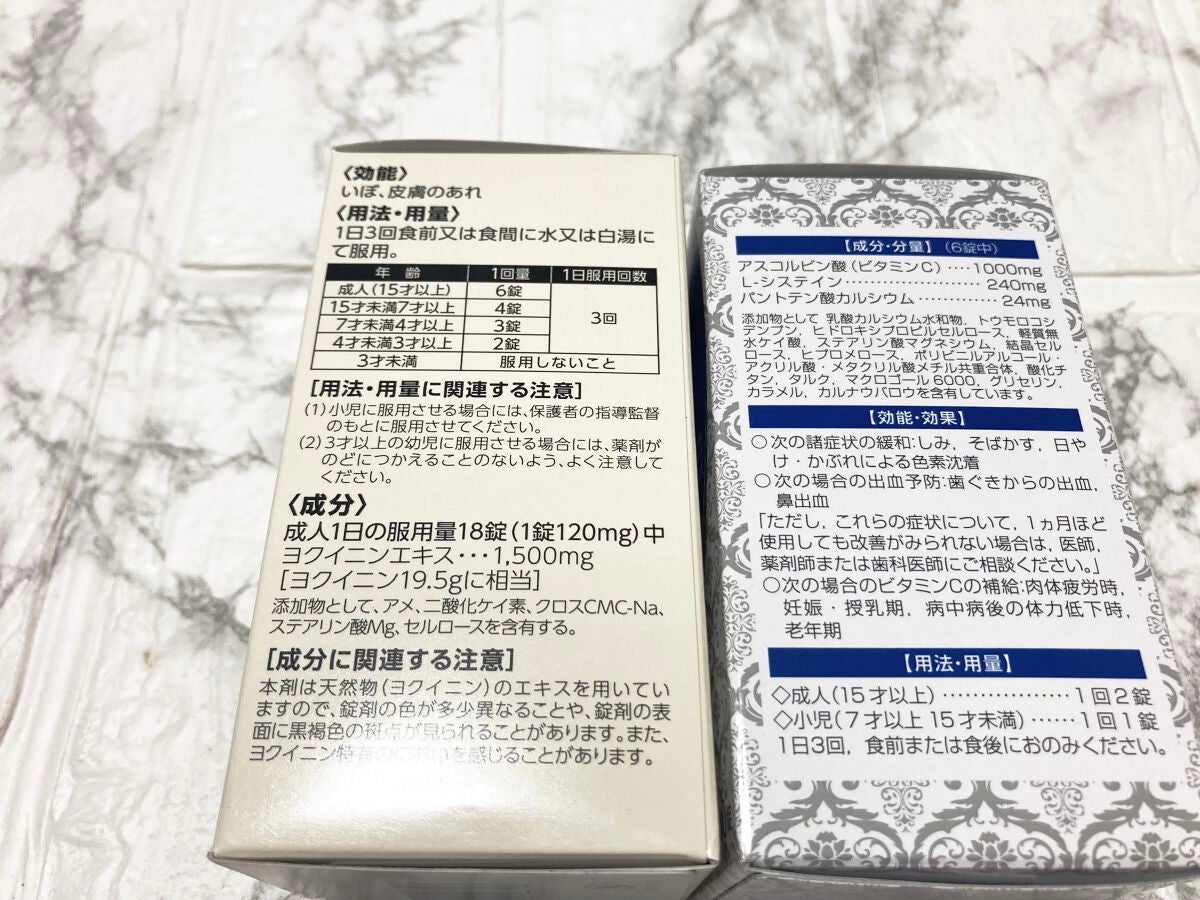 〈効能〉
いぼ、皮膚のあれ
〈用法・用量〉
1日3回食前又は食間に水又は白湯に
て服用。
年 齢 1回量 1日服用回数
成人(15才以上) 6錠
15才未満7才以上 4錠
7才未満4才以上 3錠
4才未満3才以上 2錠
3回
3才未満 服用しないこと
[用法・用量に関連する注意]
(1)小児に服用させる場合には、保護者の指導監督
のもとに服用させてください。
(2)3才以上の幼児に服用させる場合には、薬剤が
のどにつかえることのないよう、よく注意して
ください。
〈成分〉
成人1日の服用量18錠(1錠120mg)中
ヨクイニンエキス・・・1,500mg
[ヨクイニン19.5gに相当]
添加物として、アメ、二酸化ケイ素、クロスCMC-Na、
ステアリン酸Mg、セルロースを含有する。
[成分に関連する注意]
本剤は天然物(ヨクイニン)のエキスを用いてい
ますので、錠剤の色が多少異なることや、錠剤の表
面に黒褐色の斑点が見られることがあります。また、
ヨクイニン特有のにおいを感じることがあります。
【成分・分量】(6錠中)
アスコルビン酸(ビタミンC)‥‥1000mg
L-システイン‥‥‥‥‥‥‥‥240mg
パントテン酸カルシウム‥‥‥‥‥24mg
添加物として 乳酸カルシウム水和物,トウモロコシ
デンプン,ヒドロキシプロピルセルロース,軽質無
水ケイ酸,ステアリン酸マグネシウム,結晶セル
ロース,ヒプロメロース,ポリビニルアルコール・
アクリル酸・メタクリル酸メチル共重合体,酸化チ
タン,タルク,マクロゴール6000,グリセリン,
カラメル,カルナウバロウを含有しています。
【効能・効果】
○次の諸症状の緩和:しみ,そばかす,日や
け・かぶれによる色素沈着
○次の場合の出血予防:歯ぐきからの出血,
鼻出血
「ただし,これらの症状について,1ヵ月ほど
使用しても改善がみられない場合は,医師,
薬剤師または歯科医師にご相談ください。」
○次の場合のビタミンCの補給:肉体疲労時,
妊娠・授乳期,病中病後の体力低下時,
老年期
【用法・用量】
◇成人(15才以上)‥‥‥‥‥‥‥1回2錠
◇小児(7才以上15才未満)‥‥‥1回1錠
1日3回,食前または食後におのみください。